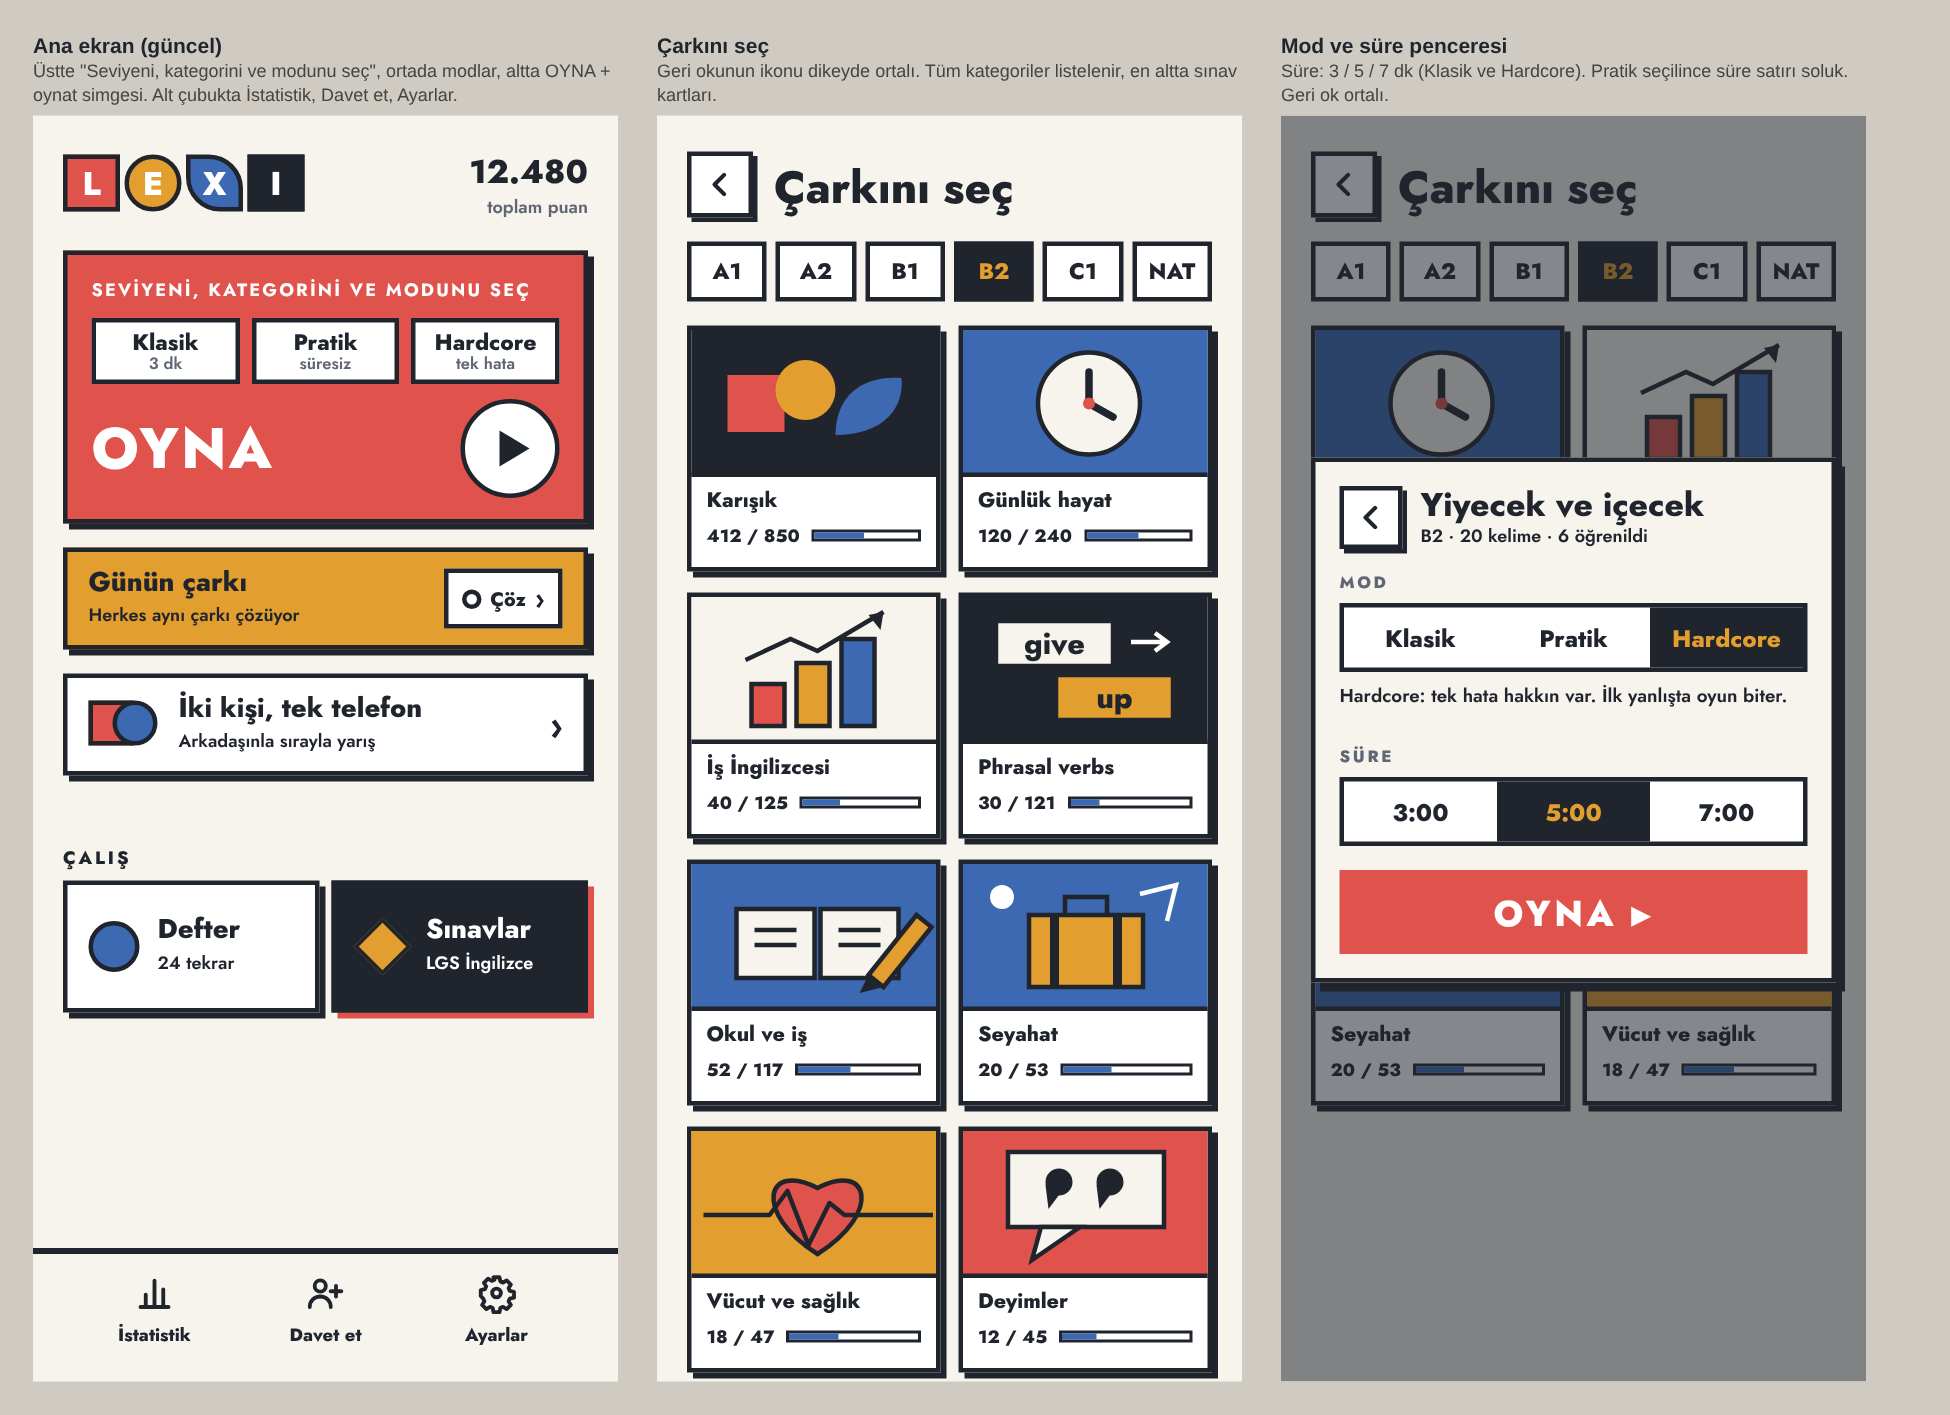 Ana ekran (güncel)
Üstte "Seviyeni, kategorini ve modunu seç", ortada modlar, altta OYNA +
oynat simgesi. Alt çubukta İstatistik, Davet et, Ayarlar.
LEXI
12.480
toplam puan
SEVİYENİ, KATEGORİNİ VE MODUNU SEÇ
Klasik
3 dk
Pratik
süresiz
Hardcore
tek hata
OYNA
Günün çarkı
Herkes aynı çarkı çözüyor
Çöz ›
İki kişi, tek telefon
Arkadaşınla sırayla yarış
›
ÇALIŞ
Defter
24 tekrar
Sınavlar
LGS İngilizce
İstatistik
Davet et
Ayarlar
Çarkını seç
Geri okunun ikonu dikeyde ortalı. Tüm kategoriler listelenir, en altta sınav
kartları.
Çarkını seç
A1 A2 B1 B2 C1 NAT
Karışık
412 / 850
Günlük hayat
120 / 240
İş İngilizcesi
40 / 125
give
up
Phrasal verbs
30 / 121
Okul ve iş
52 / 117
Seyahat
20 / 53
Vücut ve sağlık
18 / 47
Deyimler
12 / 45
Mod ve süre penceresi
Süre: 3 / 5 / 7 dk (Klasik ve Hardcore). Pratik seçilince süre satırı soluk.
Geri ok ortalı.
Çarkını seç
A1 A2 B1 B2 C1 NAT
Yiyecek ve içecek
B2 · 20 kelime · 6 öğrenildi
MOD
Klasik Pratik Hardcore
Hardcore: tek hata hakkın var. İlk yanlışta oyun biter.
SÜRE
3:00 5:00 7:00
OYNA ▶
Seyahat
20 / 53
Vücut ve sağlık
18 / 47